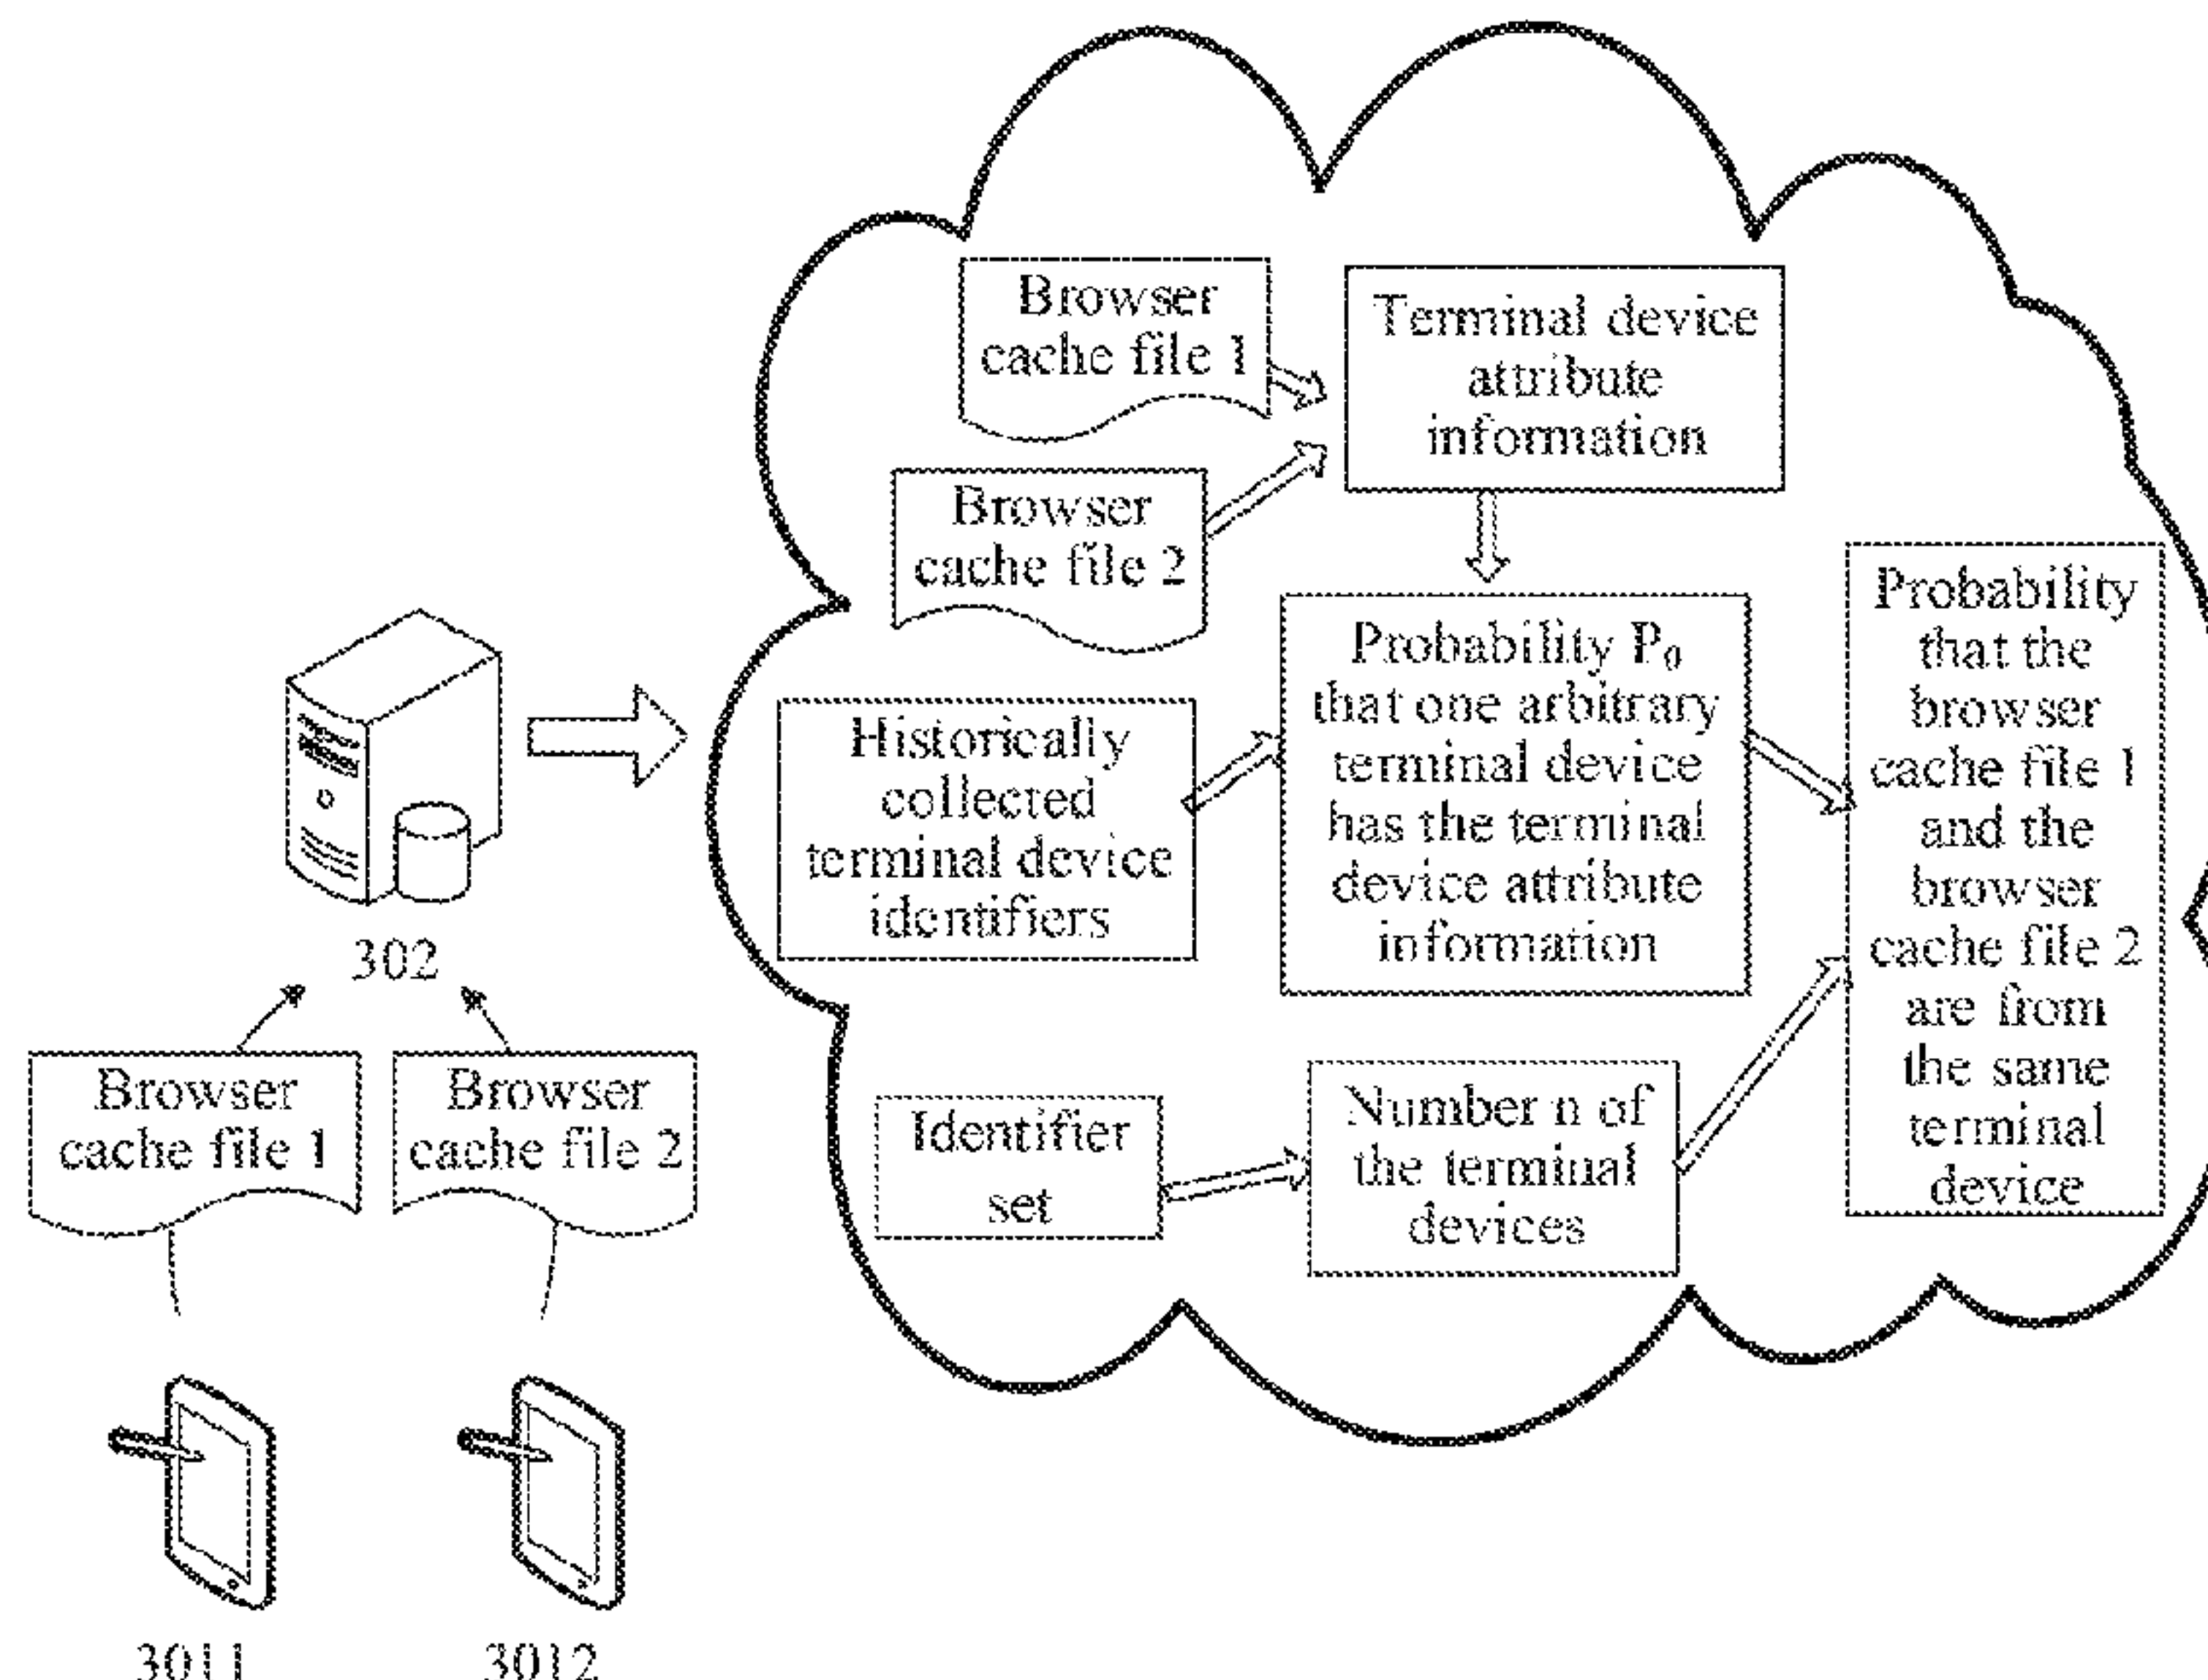 Browser
cache file 1
Terminal device
attribute
information
Browser
cache file 2
Probability P0
that one arbitrary
terminal device
has the terminal
device attribute
information
Probability
that the
browser
cache file 1
and the
browser
cache file 2
are from
the same
terminal
device
Historically
collected
terminal device
identifiers
302
Browser
cache file 1
Browser
cache file 2
Identifier
set
Number n of
the terminal
devices
3011
3012